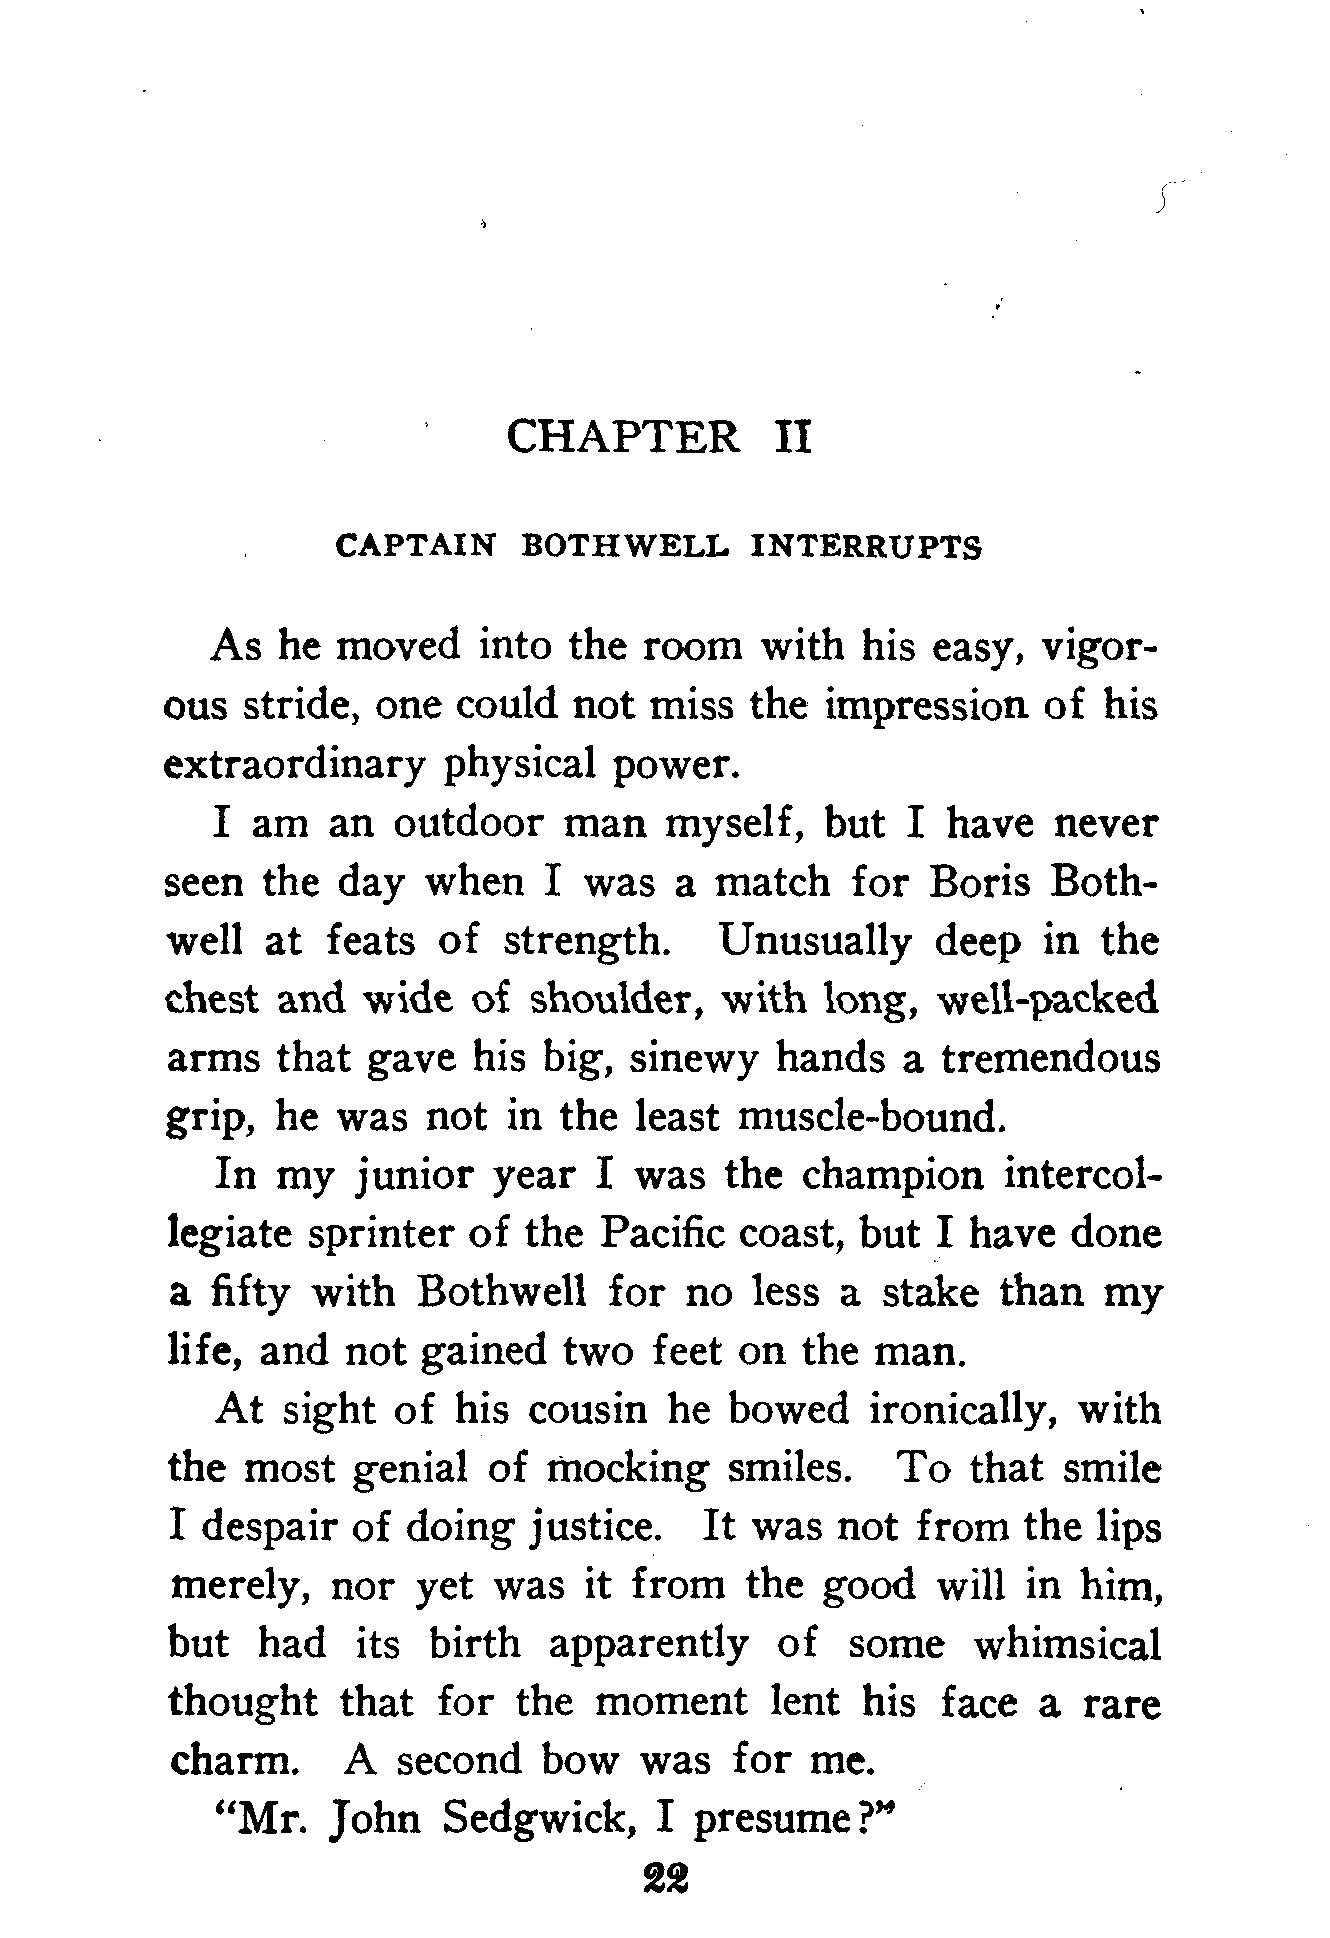 CHAPTER II
CAPTAIN BOTHWELL INTERRUPTS
As he moved into the room with his easy, vigor-
ous stride, one could not miss the impression of his
extraordinary physical power.
I am an outdoor man myself, but I have never
seen the day when I was a match for Boris Both-
well at feats of strength. Unusually deep in the
chest and wide of shoulder, with long, well-packed
arms that gave his big, sinewy hands a tremendous
grip, he was not in the least muscle-bound.
In my junior year I was the champion intercol-
legiate sprinter of the Pacific coast, but I have done
a fifty with Bothwell for no less a stake than my
life, and not gained two feet on the man.
At sight of his cousin he bowed ironically, with
the most genial of mocking smiles. To that smile
I despair of doing justice. It was not from the lips
merely, nor yet was it from the good will in him,
but had its birth apparently of some whimsical
thought that for the moment lent his face a rare
charm. A second bow was for me.
“Mr. John Sedgwick, I presume?”
22